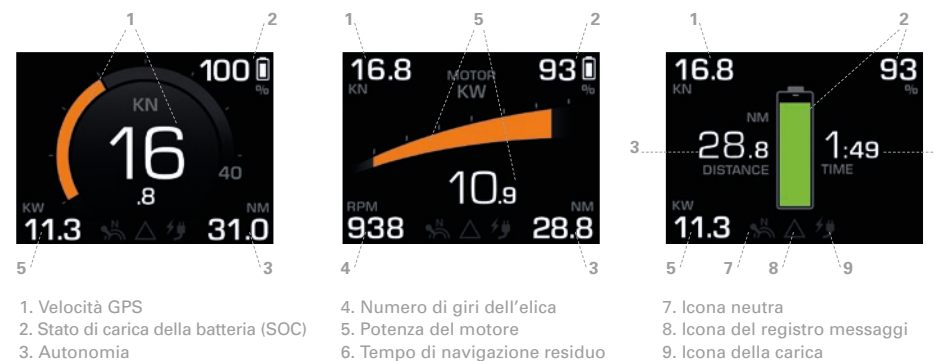 1 2
100
%
KN
16
.8
40
KW
11.3
N
NM
31.0
5 3
1 5 2
16.8
KN
MOTOR
KW
93
%
10.9
RPM
938
N
NM
28.8
4 3
1 2
16.8
KN
93
%
NM
28.8
DISTANCE
1:49
TIME
3
KW
11.3
N
5 7 8 9
1. Velocità GPS
2. Stato di carica della batteria (SOC)
3. Autonomia
4. Numero di giri dell'elica
5. Potenza del motore
6. Tempo di navigazione residuo
7. Icona neutra
8. Icona del registro messaggi
9. Icona della carica